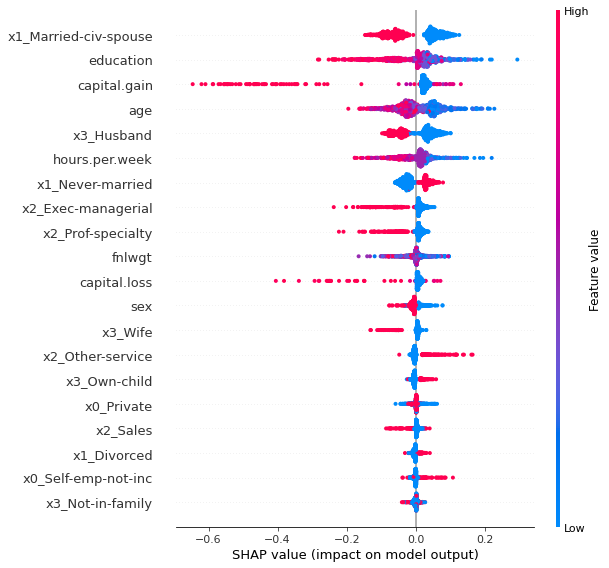 High
x1_Married-civ-spouse
education
capital.gain
age
x3_Husband
hours.per.week
x1_Never-married
x2_Exec-managerial
x2_Prof-specialty
fnlwgt
capital.loss
sex
x3_Wife
x2_Other-service
x3_Own-child
x0_Private
x2_Sales
x1_Divorced
x0_Self-emp-not-inc
x3_Not-in-family
Feature value
Low
−0.6 −0.4 −0.2 0.0 0.2
SHAP value (impact on model output)